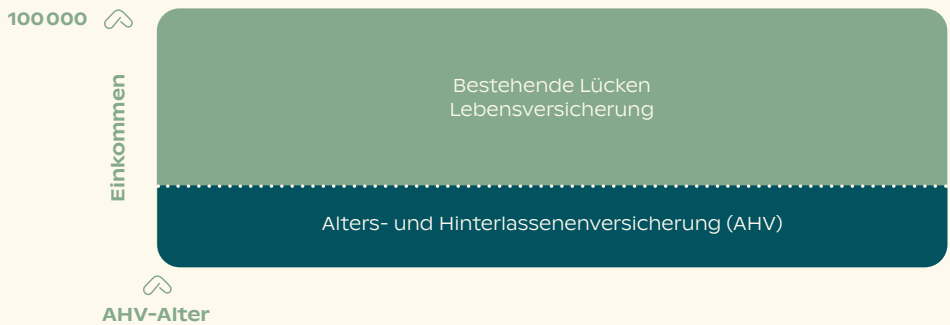 100 000
Einkommen
Bestehende Lücken
Lebensversicherung
Alters- und Hinterlassenenversicherung (AHV)
AHV-Alter